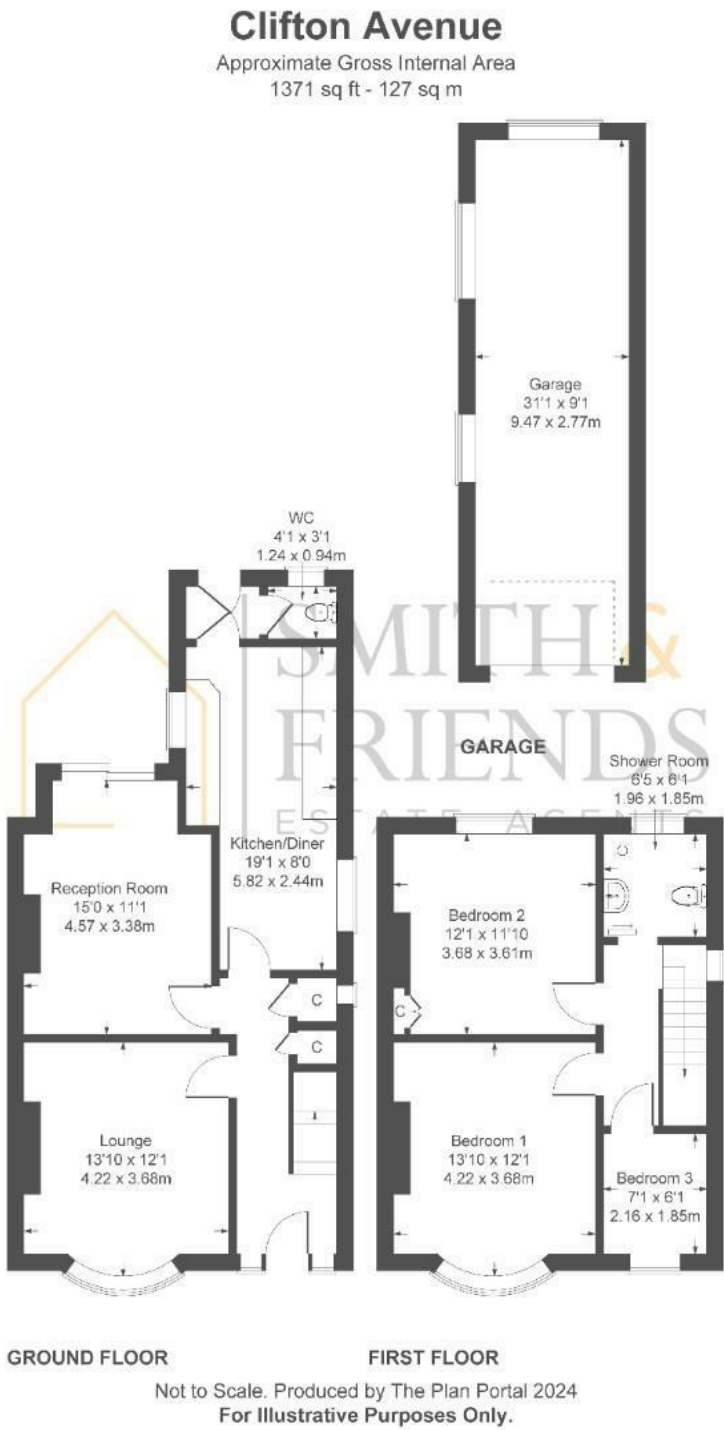 Clifton Avenue
Approximate Gross Internal Area
1371 sq ft - 127 sq m
Garage
31'1 x 9'1
9.47 x 2.77m
WC
4'1 x 3'1
1.24 x 0.94m
SMITH &
FRIENDS
ESTATE AGENTS
GARAGE
Shower Room
6'5 x 6'1
1.96 x 1.85m
C
Kitchen/Diner
19'1 x 8'0
5.82 x 2.44m
Reception Room
15'0 x 11'1
4.57 x 3.38m
Bedroom 2
12'1 x 11'10
3.68 x 3.61m
C
C
C
Lounge
13'10 x 12'1
4.22 x 3.68m
Bedroom 1
13'10 x 12'1
4.22 x 3.68m
Bedroom 3
7'1 x 6'1
2.16 x 1.85m
GROUND FLOOR
FIRST FLOOR
Not to Scale. Produced by The Plan Portal 2024
For Illustrative Purposes Only.